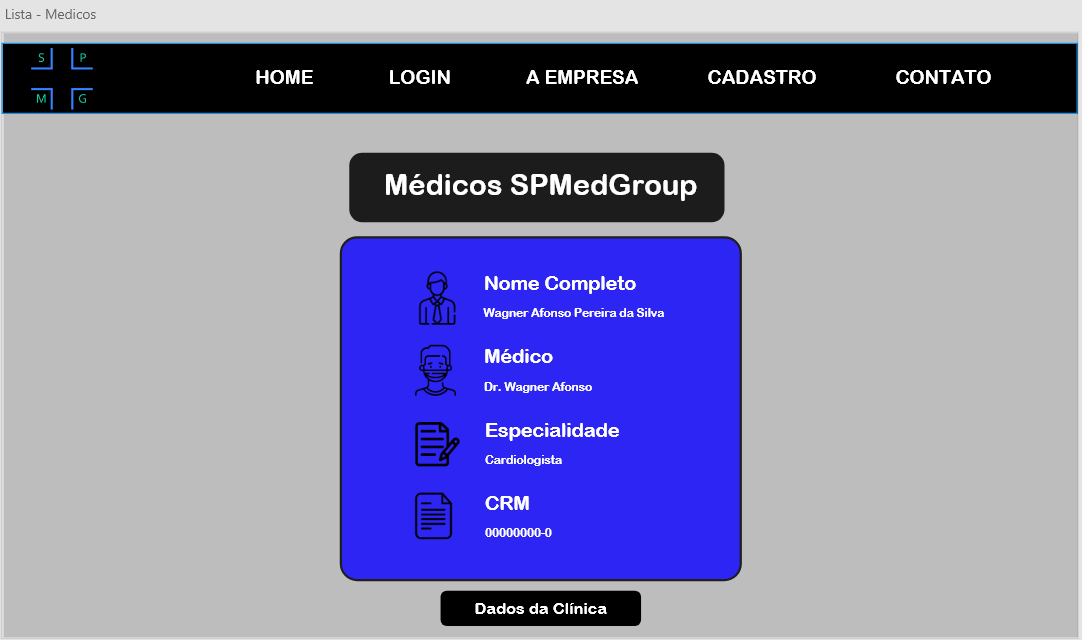 Lista - Medicos
S P
M G
HOME LOGIN A EMPRESA CADASTRO CONTATO
Médicos SPMedGroup
Nome Completo
Wagner Afonso Pereira da Silva
Médico
Dr. Wagner Afonso
Especialidade
Cardiologista
CRM
00000000-0
Dados da Clínica